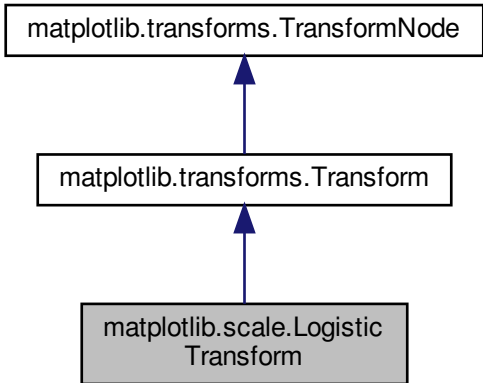 matplotlib.transforms.TransformNode
matplotlib.transforms.Transform
matplotlib.scale.Logistic
Transform